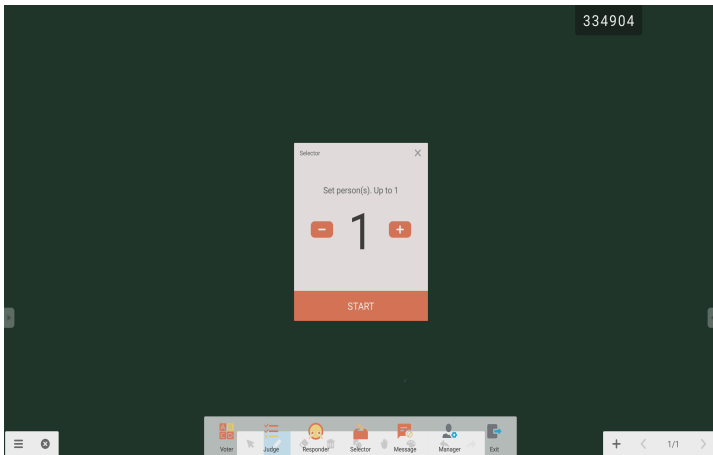 334904
Selector
Set person(s). Up to 1
1
START
Voter Judge Responder Selector Message Manager Exit
1/1